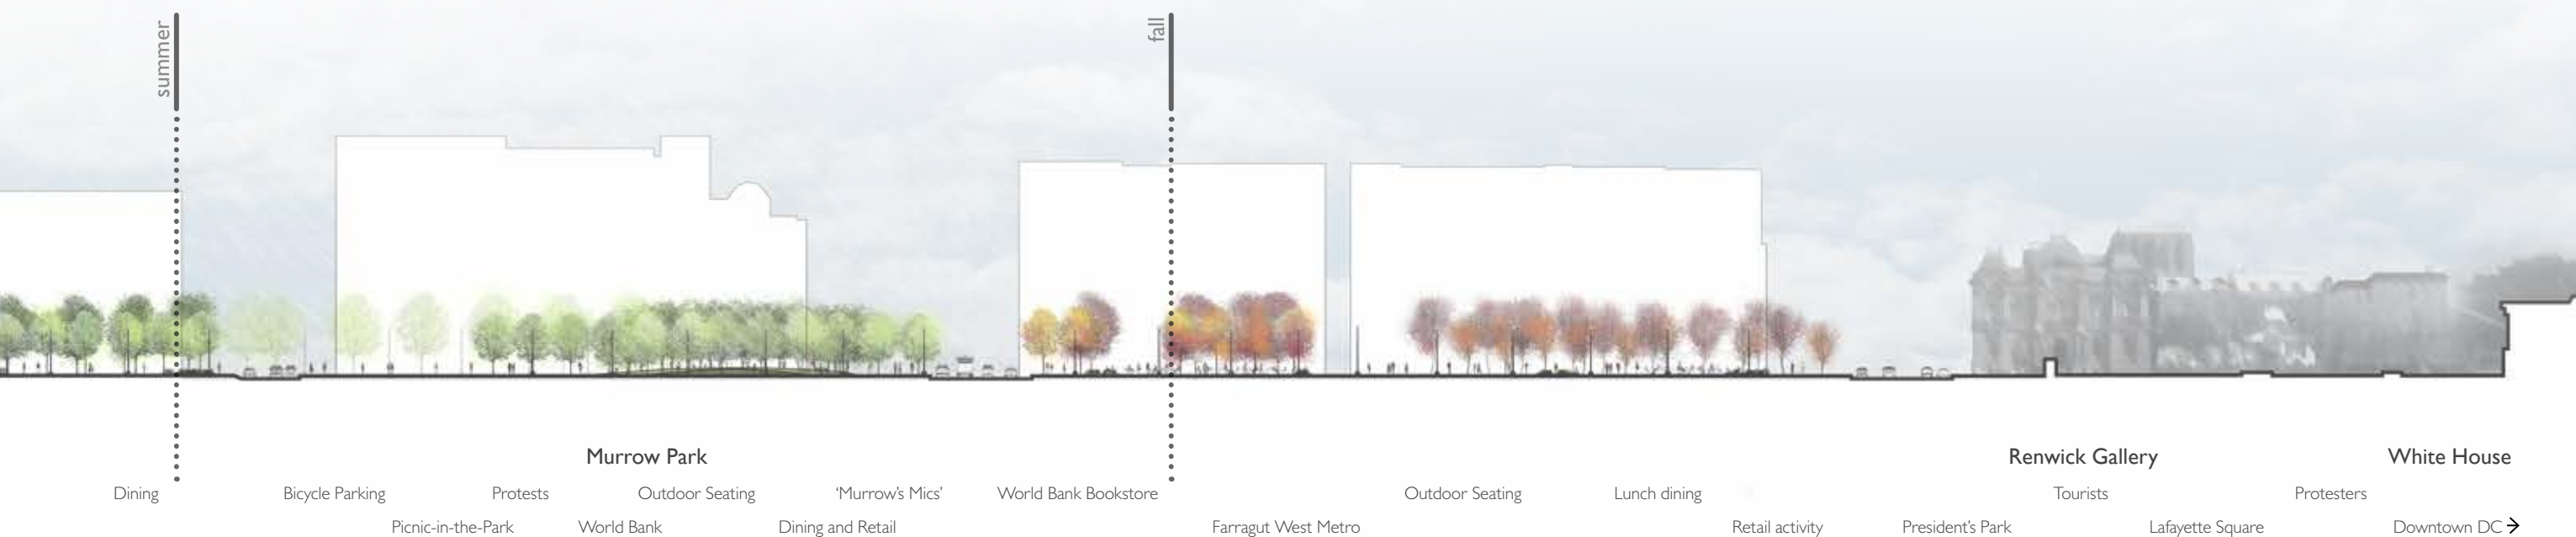 summer
fall
Murrow Park
Renwick Gallery
White House
Dining
Bicycle Parking
Protests
Outdoor Seating
‘Murrow’s Mics’
World Bank Bookstore
Outdoor Seating
Lunch dining
Tourists
Protesters
Picnic-in-the-Park
World Bank
Dining and Retail
Farragut West Metro
Retail activity
President’s Park
Lafayette Square
Downtown DC →